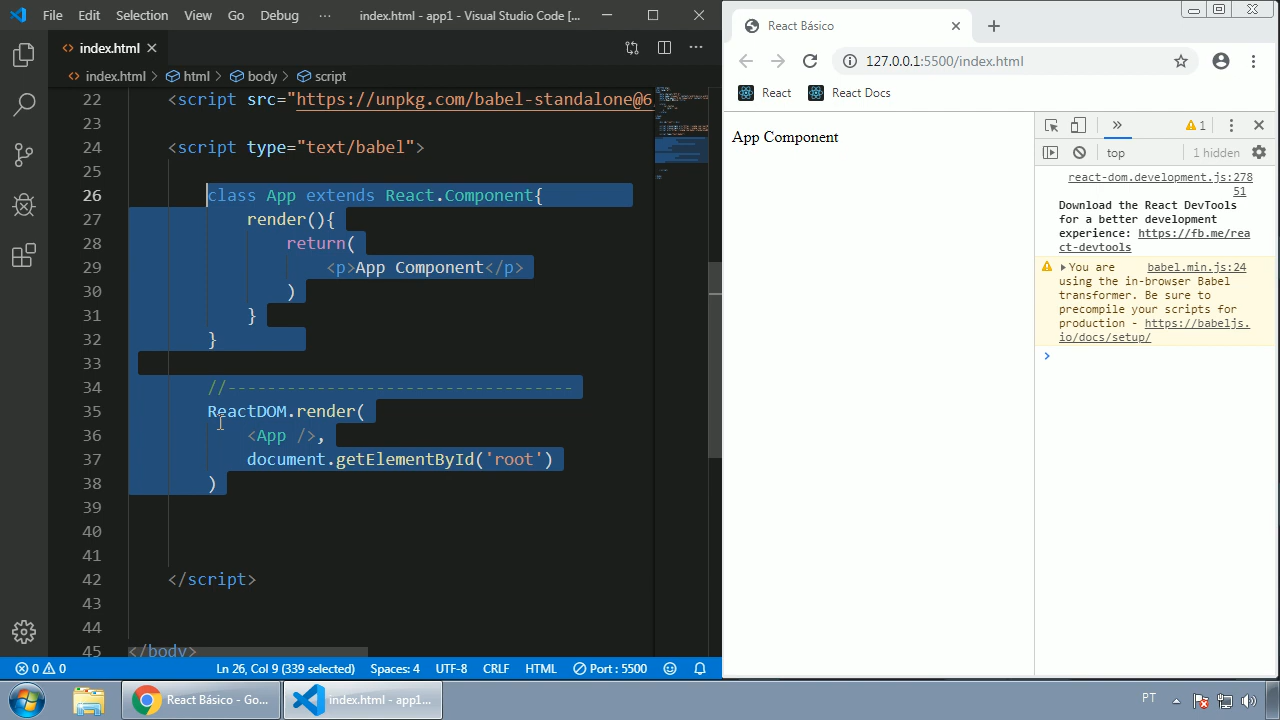 File Edit Selection View Go Debug ··· index.html - app1 - Visual Studio Code [...
index.html
index.html > html > body > script
22 <script src="https://unpkg.com/babel-standalone@6
23
24 <script type="text/babel">
25
26 class App extends React.Component{
27 render(){
28 return(
29 <p>App Component</p>
30 )
31 }
32 }
33
34 //-----------------------------------
35 ReactDOM.render(
36 <App />,
37 document.getElementById('root')
38 )
39
40
41
42 </script>
43
44
45 </body>
0 0 Ln 26, Col 9 (339 selected) Spaces: 4 UTF-8 CRLF HTML Port : 5500
React Básico
127.0.0.1:5500/index.html
React React Docs
App Component
» 1
top 1 hidden
react-dom.development.js:278
51
Download the React DevTools
for a better development
experience: https://fb.me/rea
ct-devtools
You are babel.min.js:24
using the in-browser Babel
transformer. Be sure to
precompile your scripts for
production - https://babeljs.
io/docs/setup/
>
React Básico - Go... index.html - app1... PT